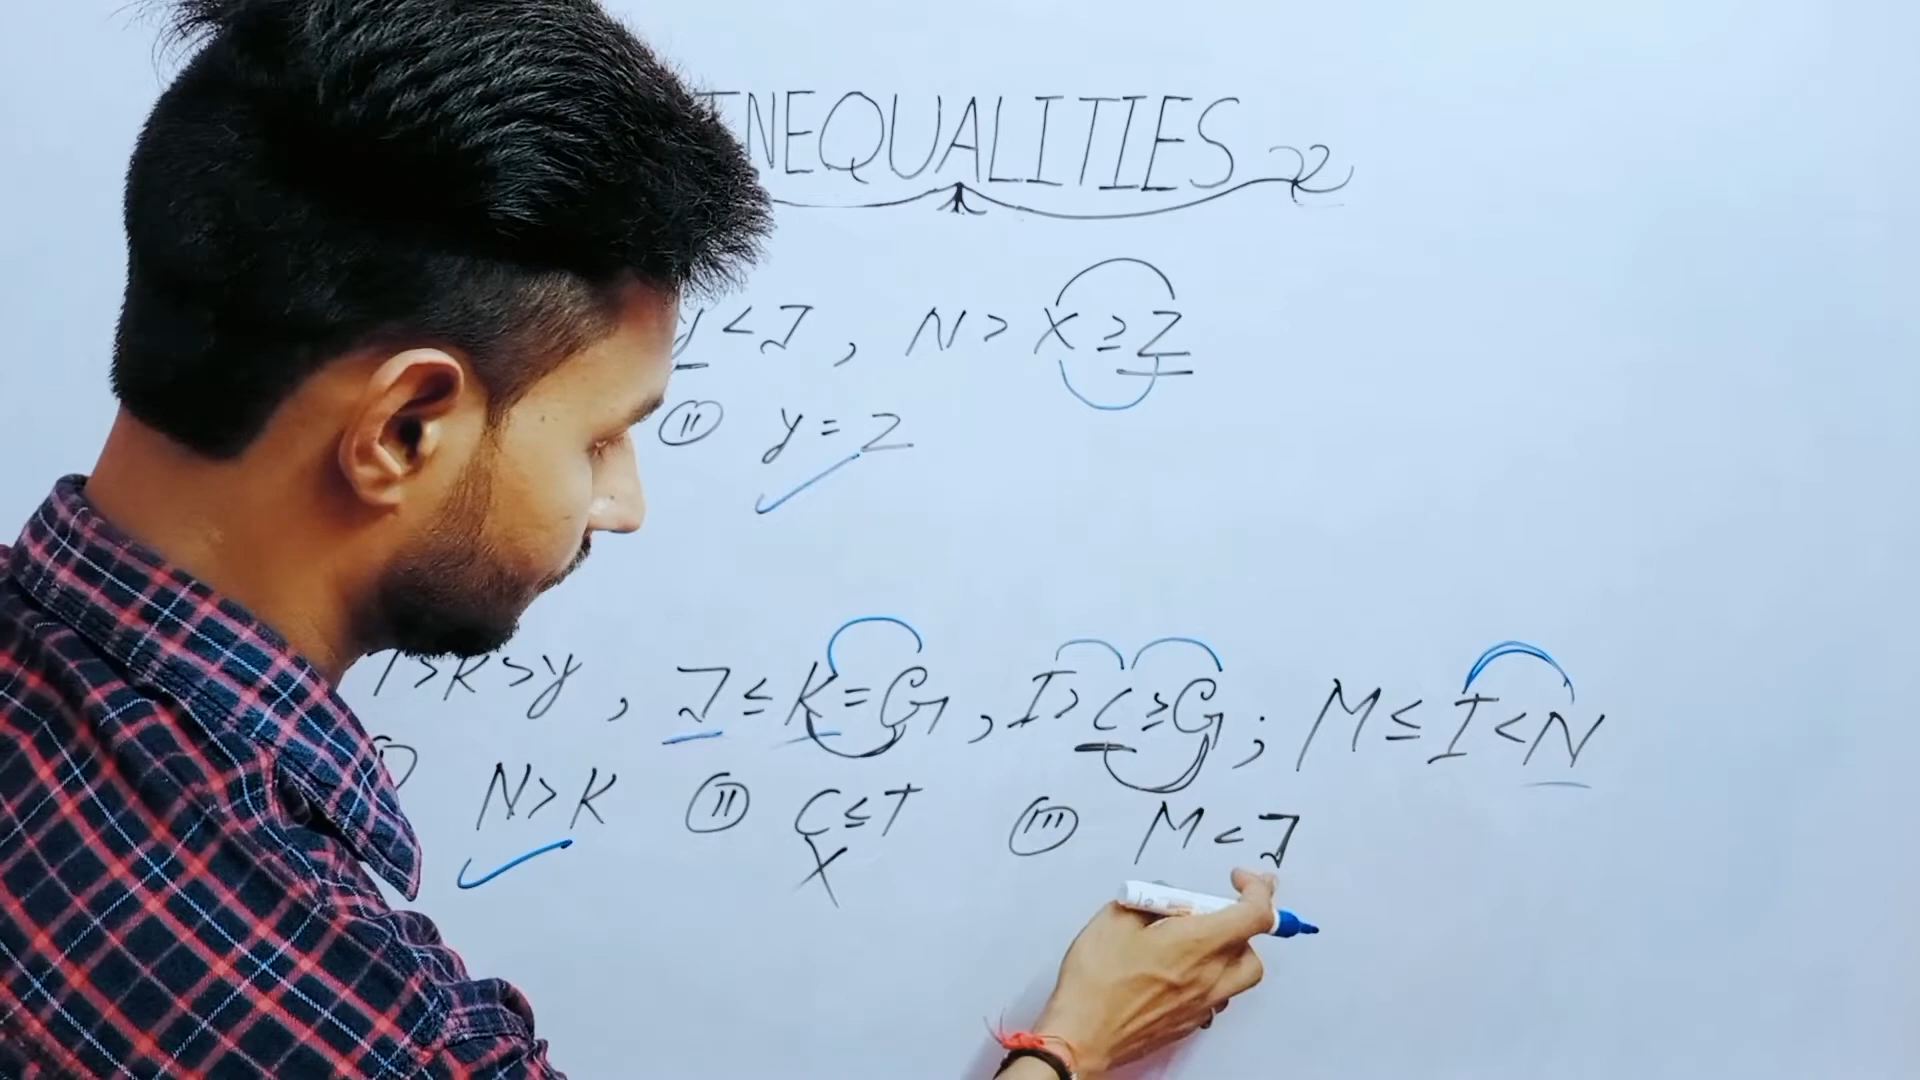 INEQUALITIES
y < J , N > X ≥ Z
(II) y = Z
T > K > y , J ≤ K = G , I > C ≥ G ; M ≤ I < N
N > K (II) C ≤ T (III) M < J